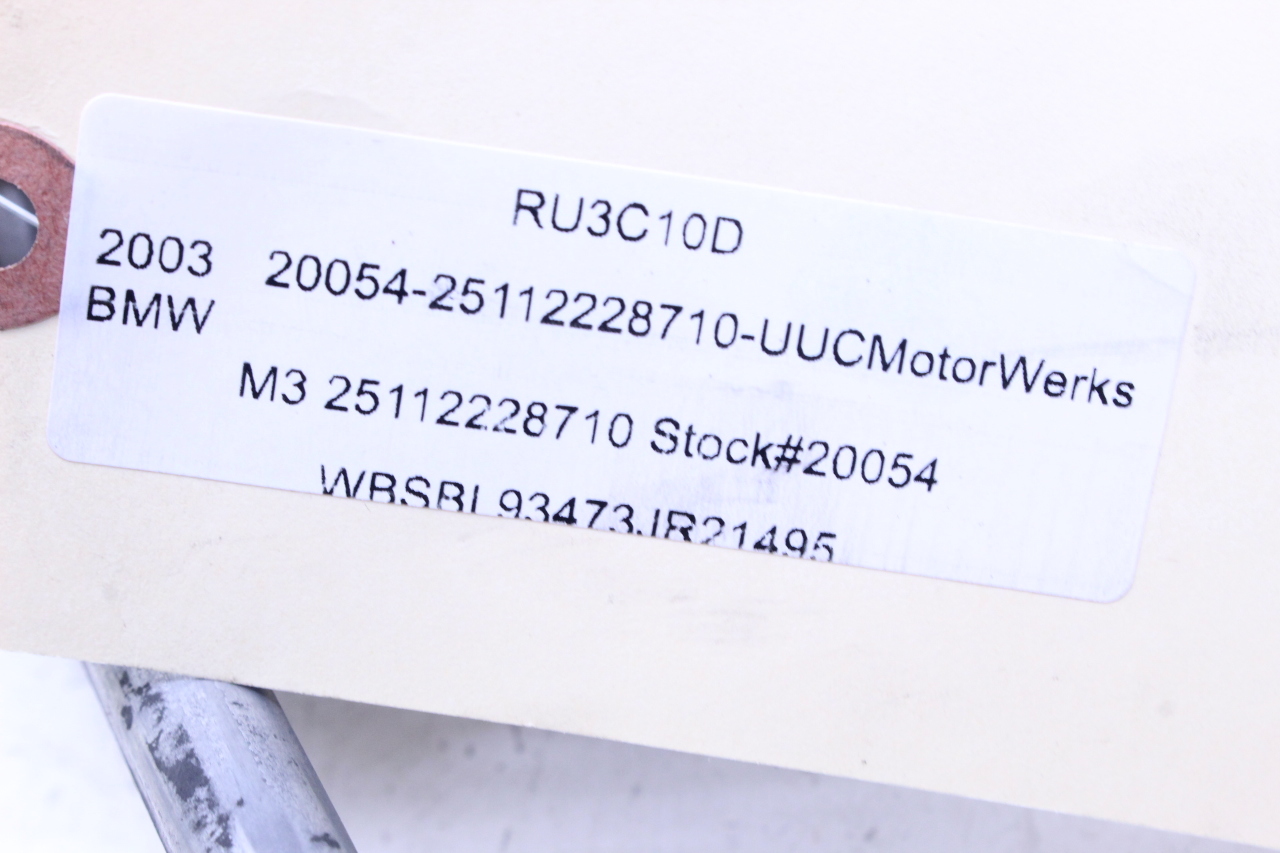 RU3C10D
2003 20054-25112228710-UUCMotorWerks
BMW
M3 25112228710 Stock#20054
WBSBL93473JR21495